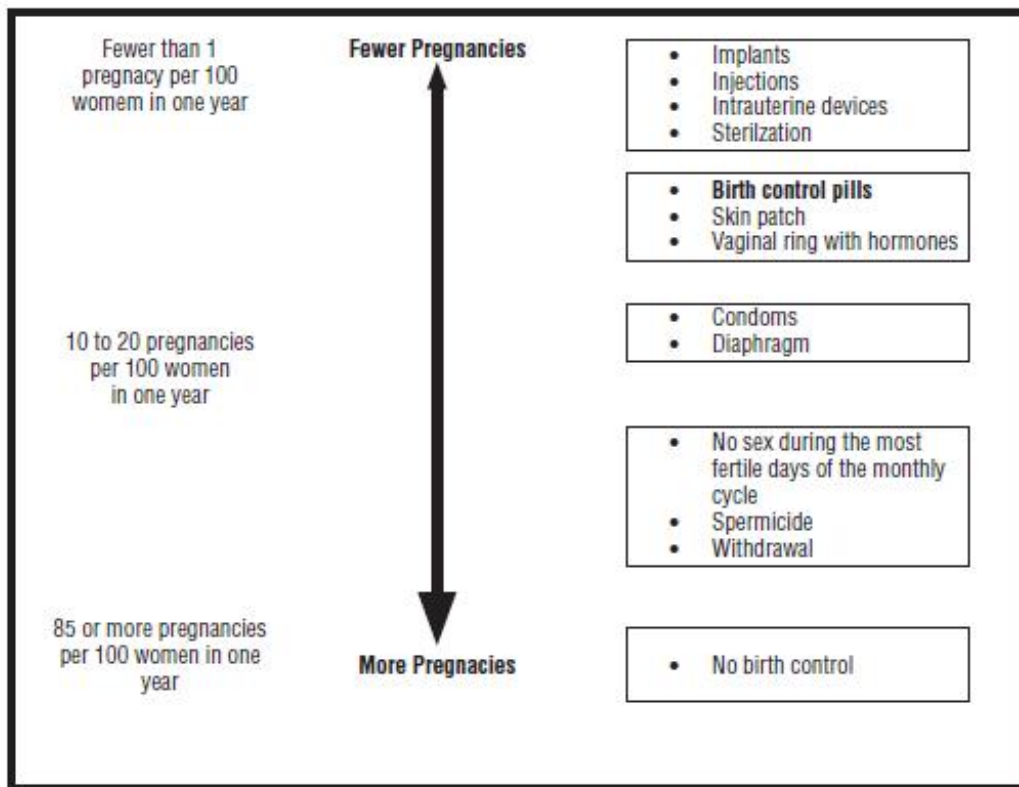 Fewer than 1
pregnacy per 100
womem in one year
Fewer Pregnancies
• Implants
• Injections
• Intrauterine devices
• Sterilzation
• Birth control pills
• Skin patch
• Vaginal ring with hormones
10 to 20 pregnancies
per 100 women
in one year
• Condoms
• Diaphragm
• No sex during the most
fertile days of the monthly
cycle
• Spermicide
• Withdrawal
85 or more pregnancies
per 100 women in one
year
More Pregnacies
• No birth control